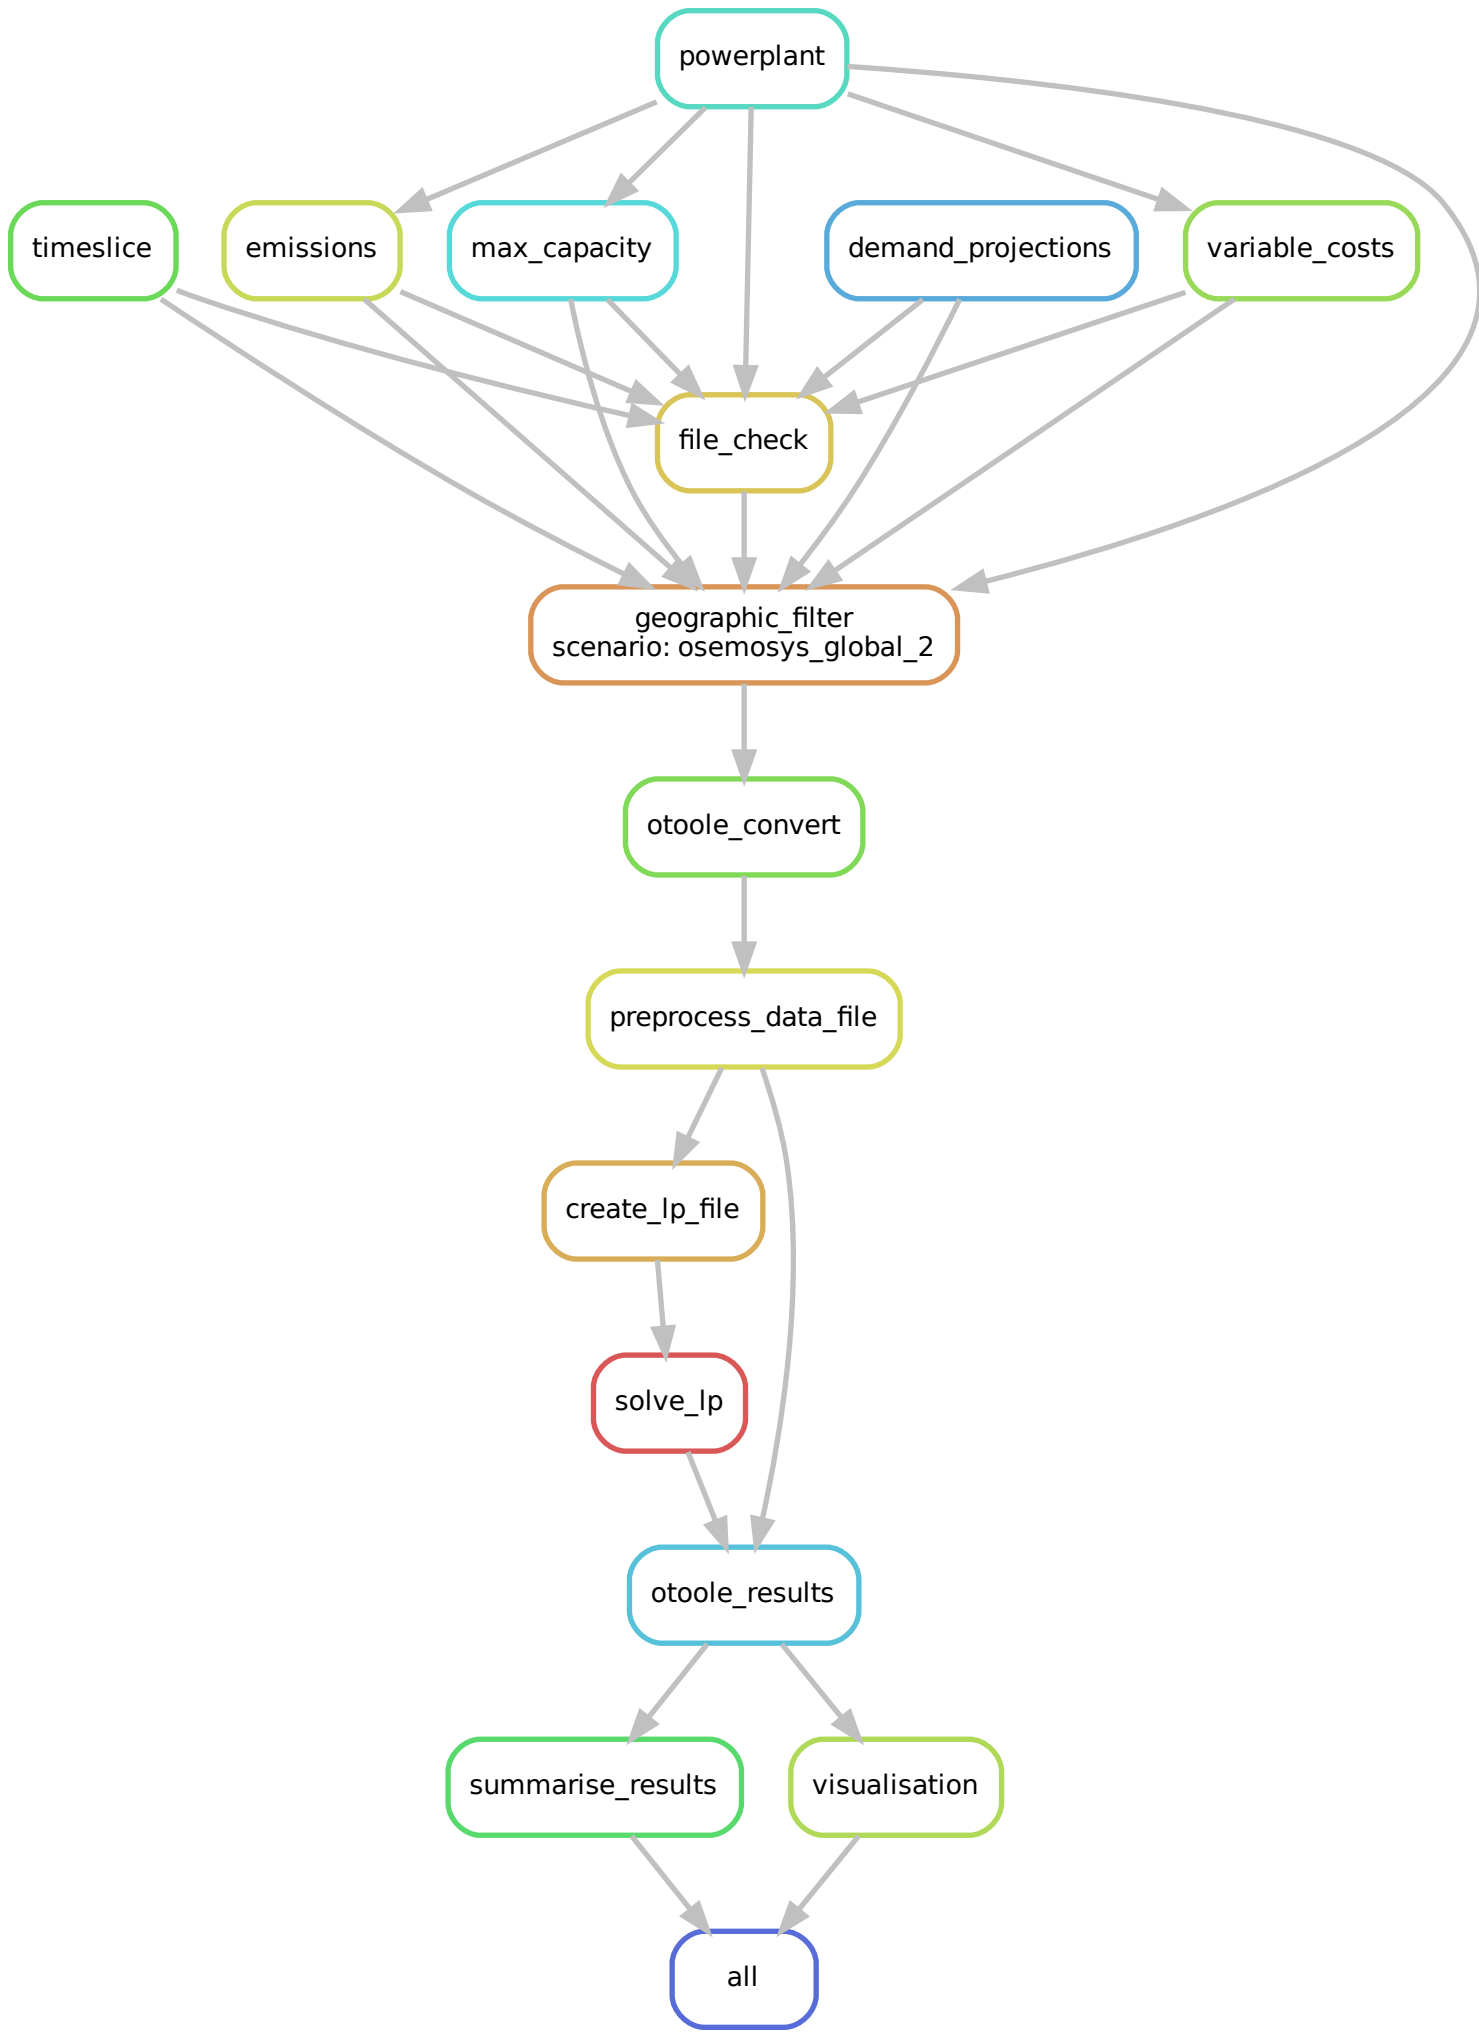 powerplant
timeslice
emissions
max_capacity
demand_projections
variable_costs
file_check
geographic_filter
scenario: osemosys_global_2
otoole_convert
preprocess_data_file
create_lp_file
solve_lp
otoole_results
summarise_results
visualisation
all